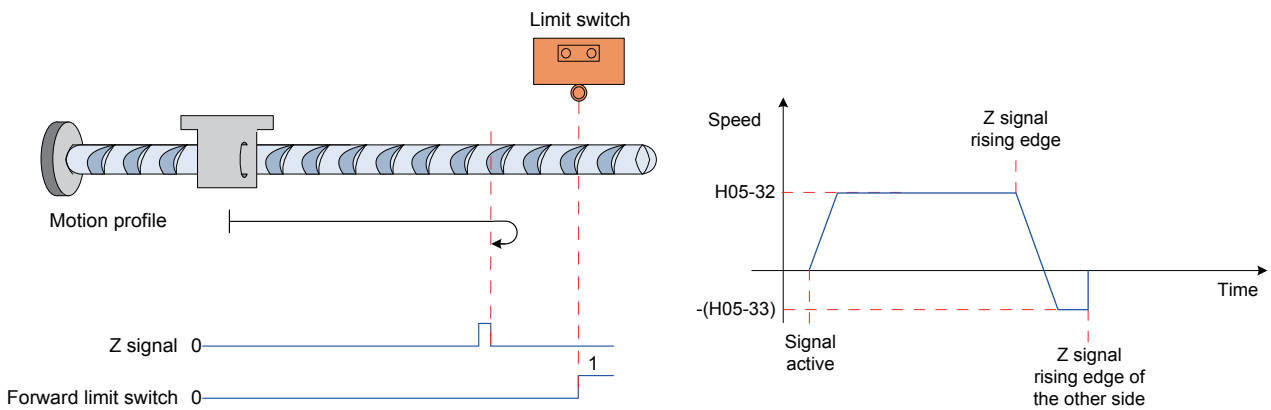 Limit switch
Motion profile
Z signal 0
1
Forward limit switch 0
Speed
Z signal
rising edge
H05-32
Time
-(H05-33)
Signal
active
Z signal
rising edge of
the other side